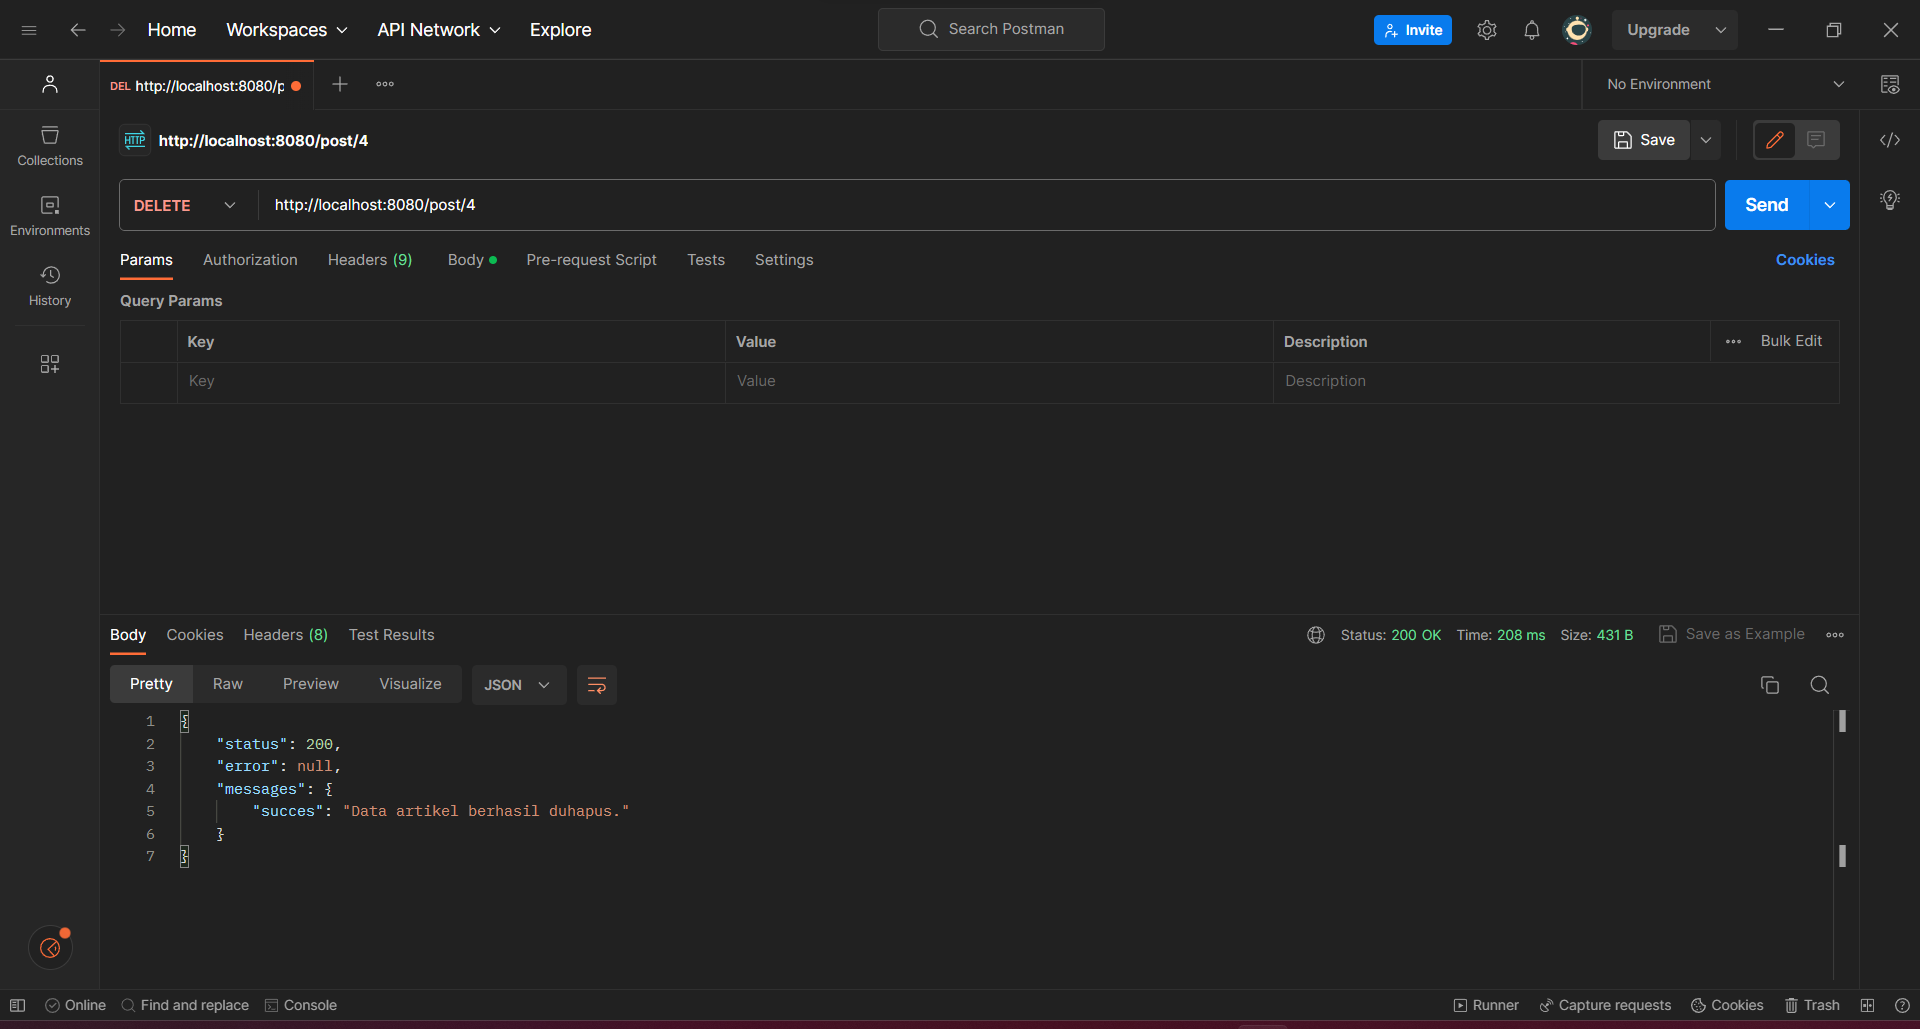 Home Workspaces API Network Explore Search Postman Invite Upgrade
DEL http://localhost:8080/p No Environment
HTTP http://localhost:8080/post/4 Save
Collections
DELETE http://localhost:8080/post/4 Send
Environments
Params Authorization Headers (9) Body Pre-request Script Tests Settings Cookies
History
Query Params
Key Value Description Bulk Edit
Key Value Description
Body Cookies Headers (8) Test Results Status: 200 OK Time: 208 ms Size: 431 B Save as Example
Pretty Raw Preview Visualize JSON
1 {
2 "status": 200,
3 "error": null,
4 "messages": {
5 "succes": "Data artikel berhasil duhapus."
6 }
7 }
Online Find and replace Console Runner Capture requests Cookies Trash